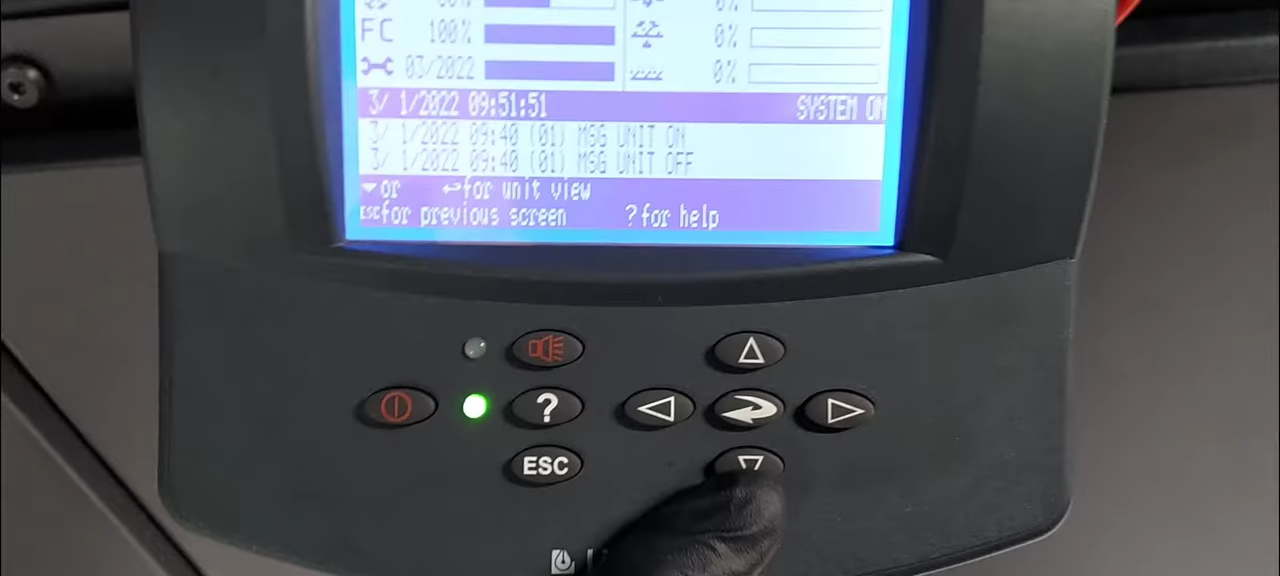 FC 100% 0%
03/2022 0%
3/ 1/2022 09:51:51 SYSTEM ON
3/ 1/2022 09:40 (01) MSG UNIT ON
3/ 1/2022 09:40 (01) MSG UNIT OFF
or for unit view
ESC for previous screen ? for help
?
ESC